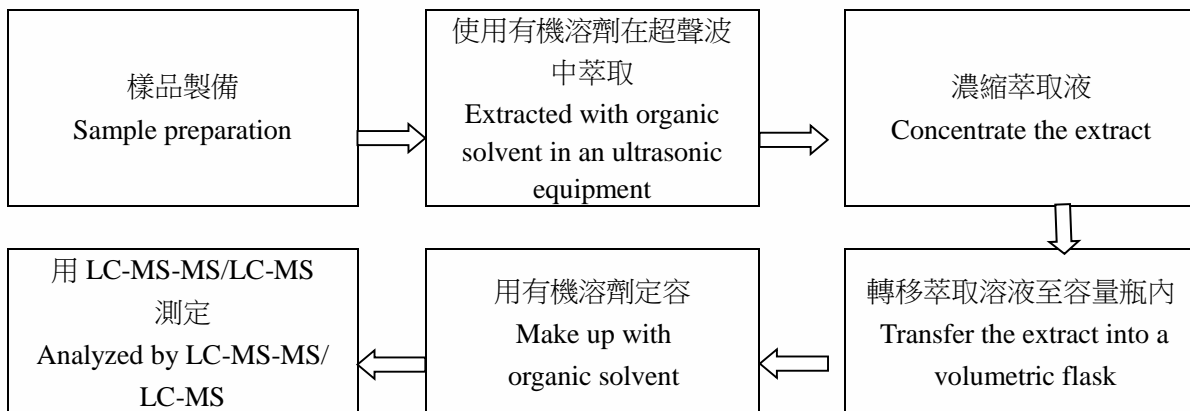 樣品製備
Sample preparation
使用有機溶劑在超聲波
中萃取
Extracted with organic
solvent in an ultrasonic
equipment
濃縮萃取液
Concentrate the extract
轉移萃取溶液至容量瓶內
Transfer the extract into a
volumetric flask
用有機溶劑定容
Make up with
organic solvent
用 LC-MS-MS/LC-MS
測定
Analyzed by LC-MS-MS/
LC-MS